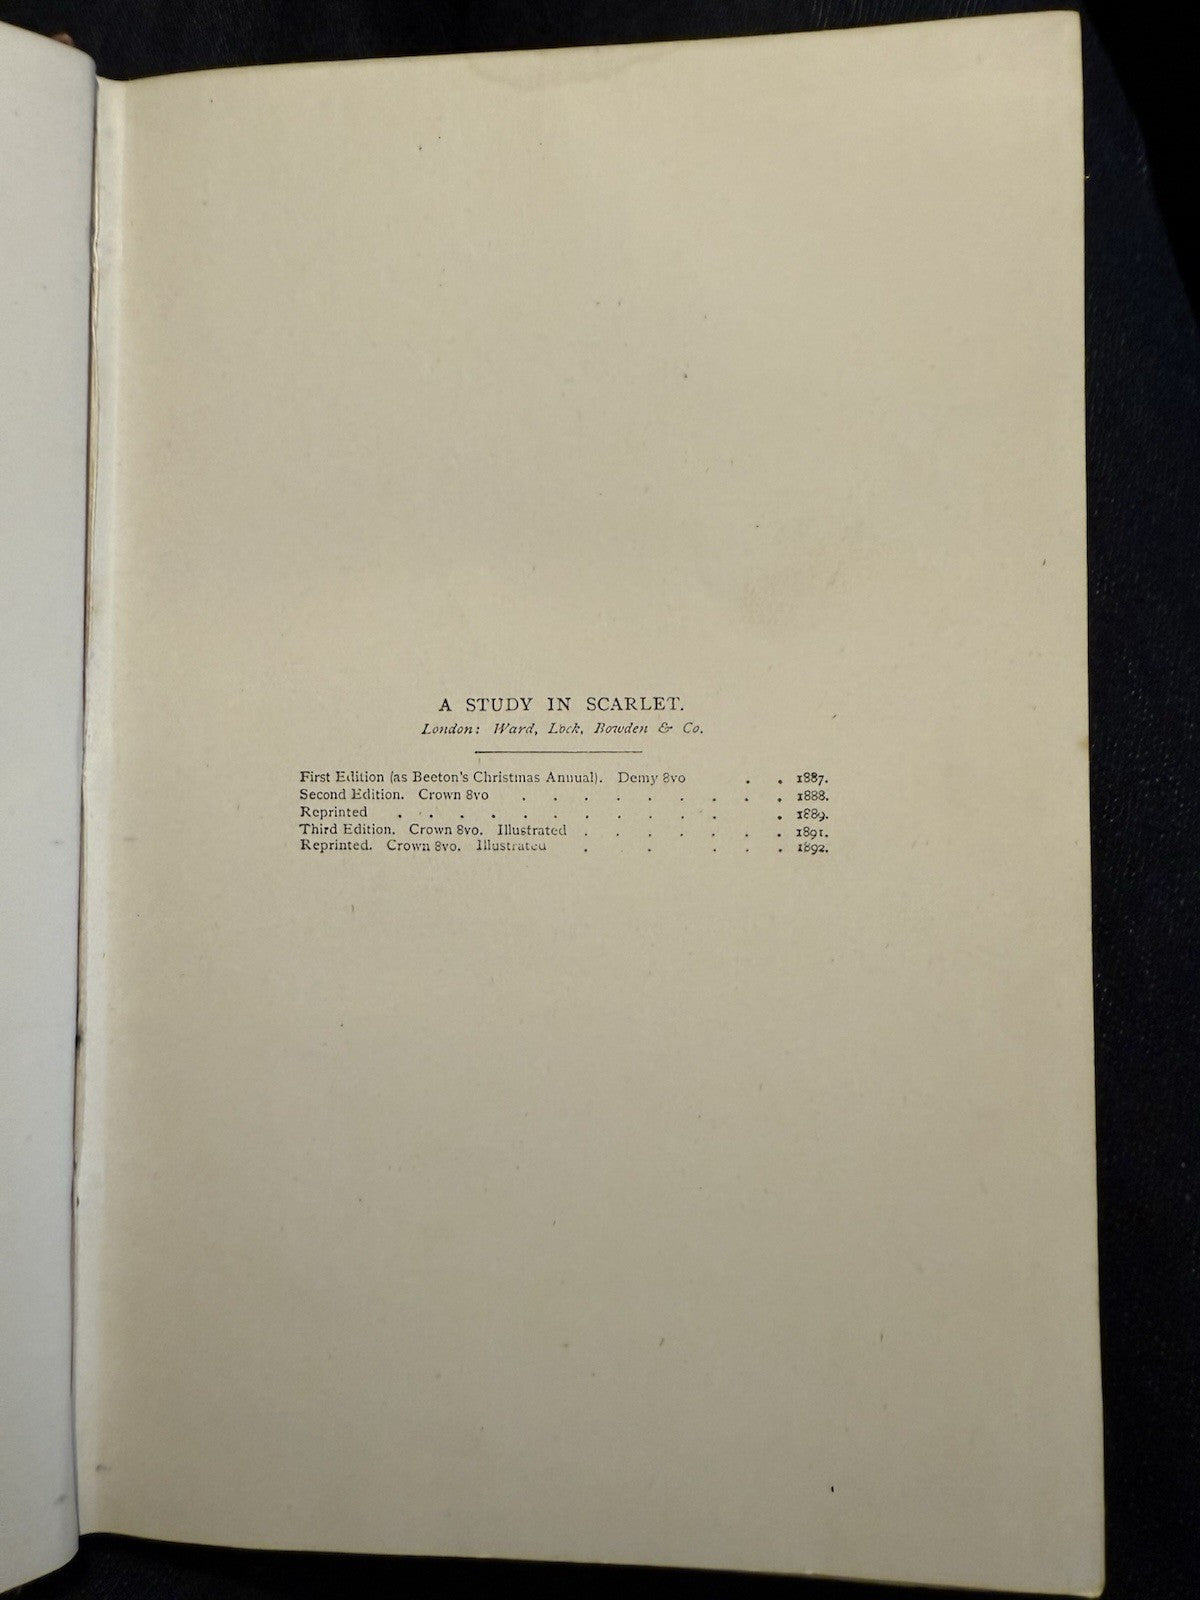 A STUDY IN SCARLET.
London: Ward, Lock, Bowden & Co.
First Edition (as Beeton's Christmas Annual). Demy 8vo . . 1887.
Second Edition. Crown 8vo . . . . . . . . . 1888.
Reprinted . . . . . . . . . . . . 1889.
Third Edition. Crown 8vo. Illustrated . . . . . . . 1891.
Reprinted. Crown 8vo. Illustrated . . . . . . 1892.